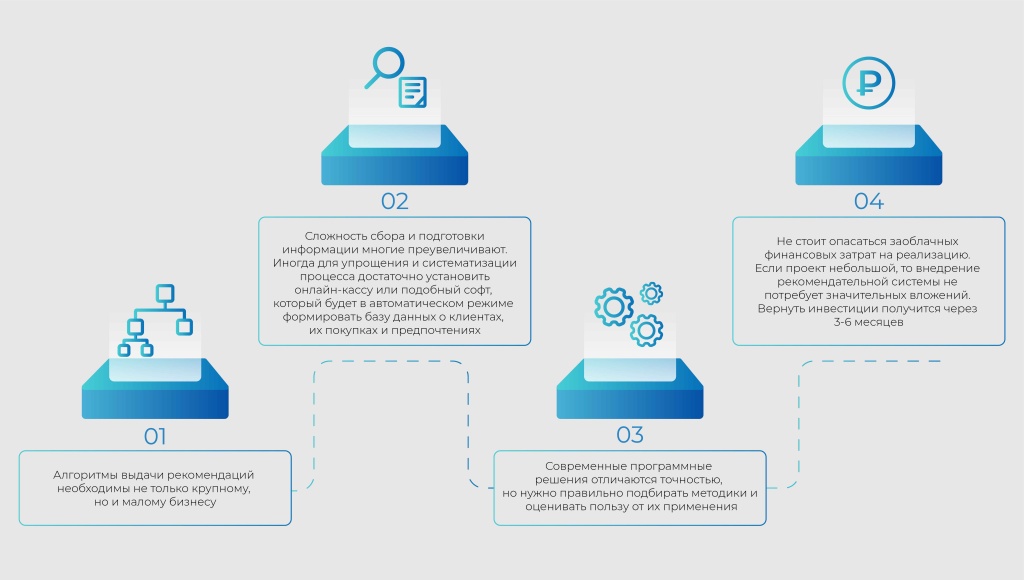 01
Алгоритмы выдачи рекомендаций
необходимы не только крупному,
но и малому бизнесу
02
Сложность сбора и подготовки
информации многие преувеличивают.
Иногда для упрощения и систематизации
процесса достаточно установить
онлайн-кассу или подобный софт,
который будет в автоматическом режиме
формировать базу данных о клиентах,
их покупках и предпочтениях
03
Современные программные
решения отличаются точностью,
но нужно правильно подбирать методики и
оценивать пользу от их применения
₽
04
Не стоит опасаться заоблачных
финансовых затрат на реализацию.
Если проект небольшой, то внедрение
рекомендательной системы не
потребует значительных вложений.
Вернуть инвестиции получится через
3-6 месяцев